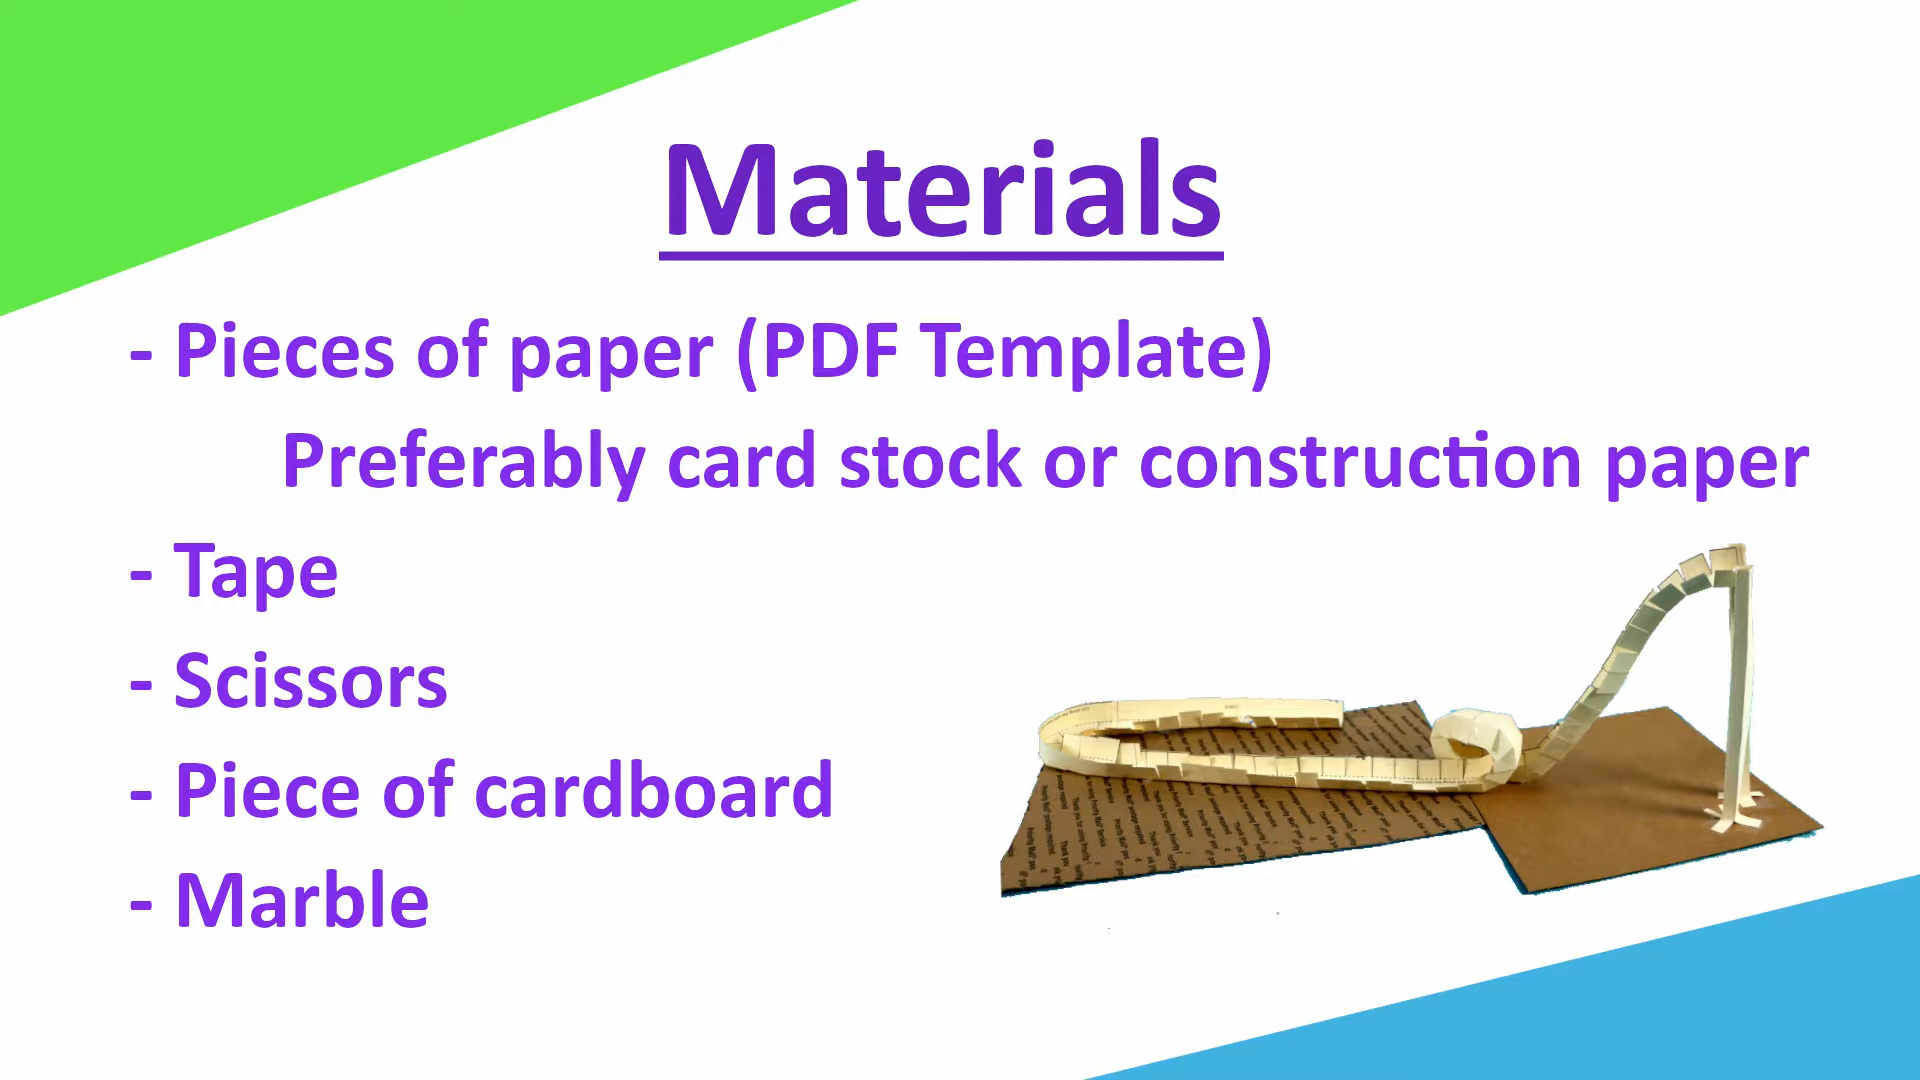 Materials
- Pieces of paper (PDF Template)
Preferably card stock or construction paper
- Tape
- Scissors
- Piece of cardboard
- Marble